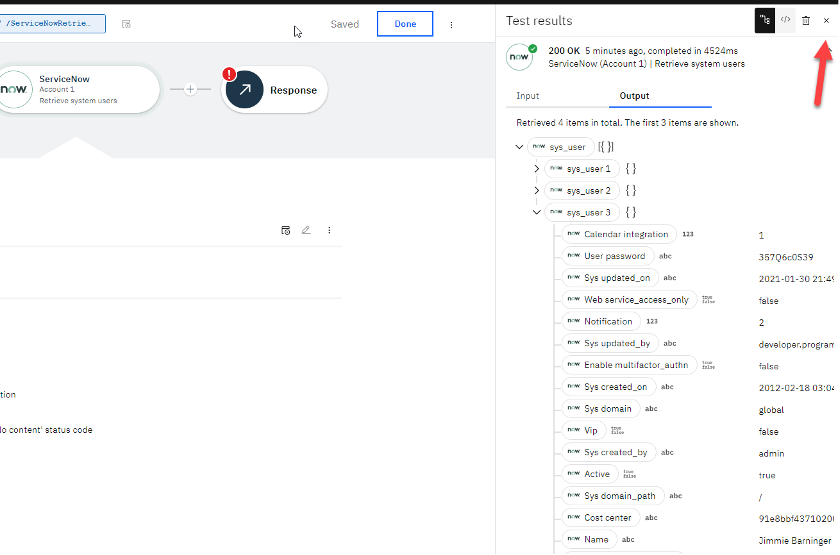 /ServiceNowRetrie...
Saved
Done
now.
ServiceNow
Account 1
Retrieve system users
!
Response
tion
lo content' status code
Test results
</>
now
200 OK 5 minutes ago, completed in 4524ms
ServiceNow (Account 1) | Retrieve system users
Input
Output
Retrieved 4 items in total. The first 3 items are shown.
now sys_user [{ }]
now sys_user 1 { }
now sys_user 2 { }
now sys_user 3 { }
now Calendar integration 123 1
now User password abc 357Q6c0S39
now Sys updated_on abc 2021-01-30 21:49
now Web service_access_only true false false
now Notification 123 2
now Sys updated_by abc developer.program
now Enable multifactor_authn true false false
now Sys created_on abc 2012-02-18 03:04
now Sys domain abc global
now Vip true false false
now Sys created_by abc admin
now Active true false true
now Sys domain_path abc /
now Cost center abc 91e8bbf43710200
now Name abc Jimmie Barninger